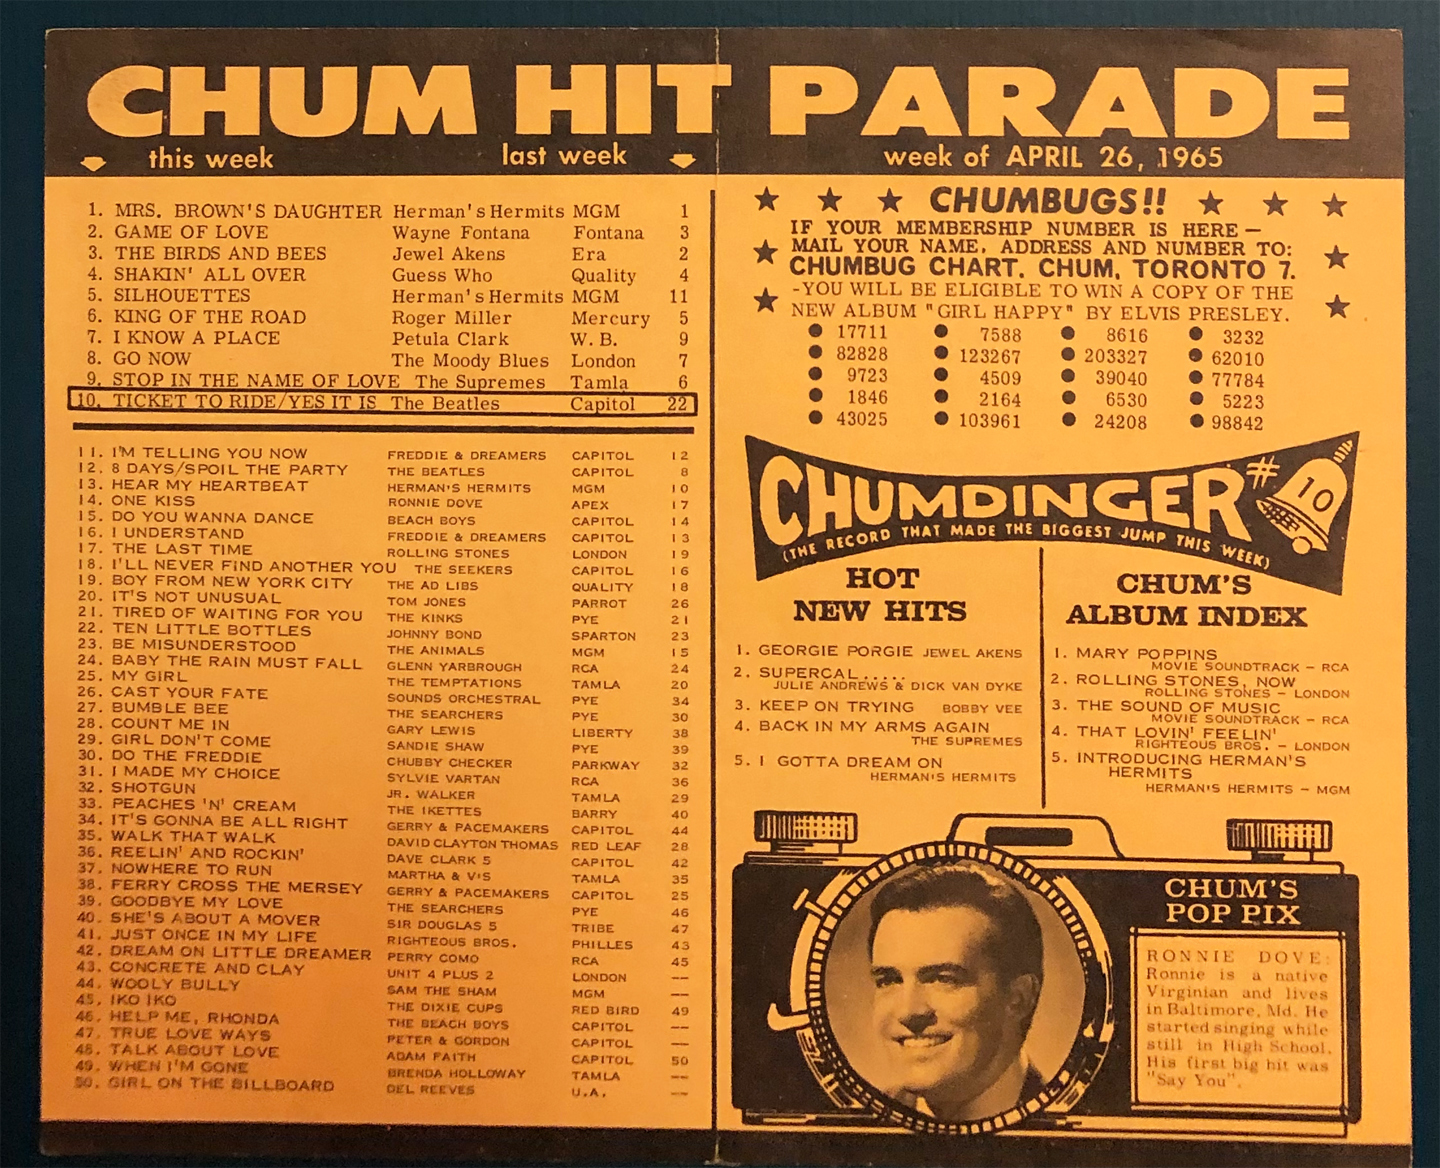 CHUM HIT PARADE
this week last week week of APRIL 26, 1965
1. MRS. BROWN'S DAUGHTER Herman's Hermits MGM 1
2. GAME OF LOVE Wayne Fontana Fontana 3
3. THE BIRDS AND BEES Jewel Akens Era 2
4. SHAKIN' ALL OVER Guess Who Quality 4
5. SILHOUETTES Herman's Hermits MGM 11
6. KING OF THE ROAD Roger Miller Mercury 5
7. I KNOW A PLACE Petula Clark W. B. 9
8. GO NOW The Moody Blues London 7
9. STOP IN THE NAME OF LOVE The Supremes Tamla 6
10. TICKET TO RIDE/YES IT IS The Beatles Capitol 22
11. I'M TELLING YOU NOW FREDDIE & DREAMERS CAPITOL 12
12. 8 DAYS/SPOIL THE PARTY THE BEATLES CAPITOL 8
13. HEAR MY HEARTBEAT HERMAN'S HERMITS MGM 10
14. ONE KISS RONNIE DOVE APEX 17
15. DO YOU WANNA DANCE BEACH BOYS CAPITOL 14
16. I UNDERSTAND FREDDIE & DREAMERS CAPITOL 13
17. THE LAST TIME ROLLING STONES LONDON 19
18. I'LL NEVER FIND ANOTHER YOU THE SEEKERS CAPITOL 16
19. BOY FROM NEW YORK CITY THE AD LIBS QUALITY 18
20. IT'S NOT UNUSUAL TOM JONES PARROT 26
21. TIRED OF WAITING FOR YOU THE KINKS PYE 21
22. TEN LITTLE BOTTLES JOHNNY BOND SPARTON 23
23. BE MISUNDERSTOOD THE ANIMALS MGM 15
24. BABY THE RAIN MUST FALL GLENN YARBROUGH RCA 24
25. MY GIRL THE TEMPTATIONS TAMLA 20
26. CAST YOUR FATE SOUNDS ORCHESTRAL PYE 34
27. BUMBLE BEE THE SEARCHERS PYE 30
28. COUNT ME IN GARY LEWIS LIBERTY 38
29. GIRL DON'T COME SANDIE SHAW PYE 39
30. DO THE FREDDIE CHUBBY CHECKER PARKWAY 32
31. I MADE MY CHOICE SYLVIE VARTAN RCA 36
32. SHOTGUN JR. WALKER TAMLA 29
33. PEACHES 'N' CREAM THE IKETTES BARRY 40
34. IT'S GONNA BE ALL RIGHT GERRY & PACEMAKERS CAPITOL 44
35. WALK THAT WALK DAVID CLAYTON THOMAS RED LEAF 28
36. REELIN' AND ROCKIN' DAVE CLARK 5 CAPITOL 42
37. NOWHERE TO RUN MARTHA & V'S TAMLA 35
38. FERRY CROSS THE MERSEY GERRY & PACEMAKERS CAPITOL 25
39. GOODBYE MY LOVE THE SEARCHERS PYE 46
40. SHE'S ABOUT A MOVER SIR DOUGLAS 5 TRIBE 47
41. JUST ONCE IN MY LIFE RIGHTEOUS BROS. PHILLES 43
42. DREAM ON LITTLE DREAMER PERRY COMO RCA 45
43. CONCRETE AND CLAY UNIT 4 PLUS 2 LONDON --
44. WOOLY BULLY SAM THE SHAM MGM --
45. IKO IKO THE DIXIE CUPS RED BIRD 49
46. HELP ME, RHONDA THE BEACH BOYS CAPITOL --
47. TRUE LOVE WAYS PETER & GORDON CAPITOL --
48. TALK ABOUT LOVE ADAM FAITH CAPITOL 50
49. WHEN I'M GONE BRENDA HOLLOWAY TAMLA --
50. GIRL ON THE BILLBOARD DEL REEVES U.A. --
CHUMBUGS!!
IF YOUR MEMBERSHIP NUMBER IS HERE –
MAIL YOUR NAME, ADDRESS AND NUMBER TO:
CHUMBUG CHART, CHUM, TORONTO 7.
-YOU WILL BE ELIGIBLE TO WIN A COPY OF THE
NEW ALBUM "GIRL HAPPY" BY ELVIS PRESLEY.
17711 7588 8616 3232
82828 123267 203327 62010
9723 4509 39040 77784
1846 2164 6530 5223
43025 103961 24208 98842
CHUMDINGER # 10
(THE RECORD THAT MADE THE BIGGEST JUMP THIS WEEK)
HOT
NEW HITS
1. GEORGIE PORGIE JEWEL AKENS
2. SUPERCAL.....
JULIE ANDREWS & DICK VAN DYKE
3. KEEP ON TRYING BOBBY VEE
4. BACK IN MY ARMS AGAIN
THE SUPREMES
5. I GOTTA DREAM ON
HERMAN'S HERMITS
CHUM'S
ALBUM INDEX
1. MARY POPPINS
MOVIE SOUNDTRACK – RCA
2. ROLLING STONES, NOW
ROLLING STONES – LONDON
3. THE SOUND OF MUSIC
MOVIE SOUNDTRACK – RCA
4. THAT LOVIN' FEELIN'
RIGHTEOUS BROS. – LONDON
5. INTRODUCING HERMAN'S
HERMITS
HERMAN'S HERMITS – MGM
CHUM'S
POP PIX
RONNIE DOVE:
Ronnie is a native
Virginian and lives
in Baltimore, Md. He
started singing while
still in High School.
His first big hit was
"Say You".